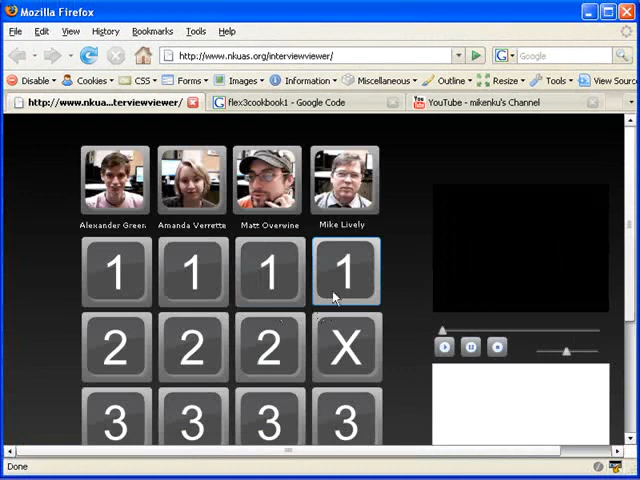 Mozilla Firefox
File Edit View History Bookmarks Tools Help
http://www.nkuas.org/interviewviewer/
G Google
Disable Cookies CSS Forms Images Information Miscellaneous Outline Resize Tools View Source
http://www.nkua...terviewviewer/ flex3cookbook1 - Google Code YouTube - mikenku's Channel
Alexander Green Amanda Verrette Matt Overwine Mike Lively
1 1 1 1
2 2 2 X
3 3 3 3
Done